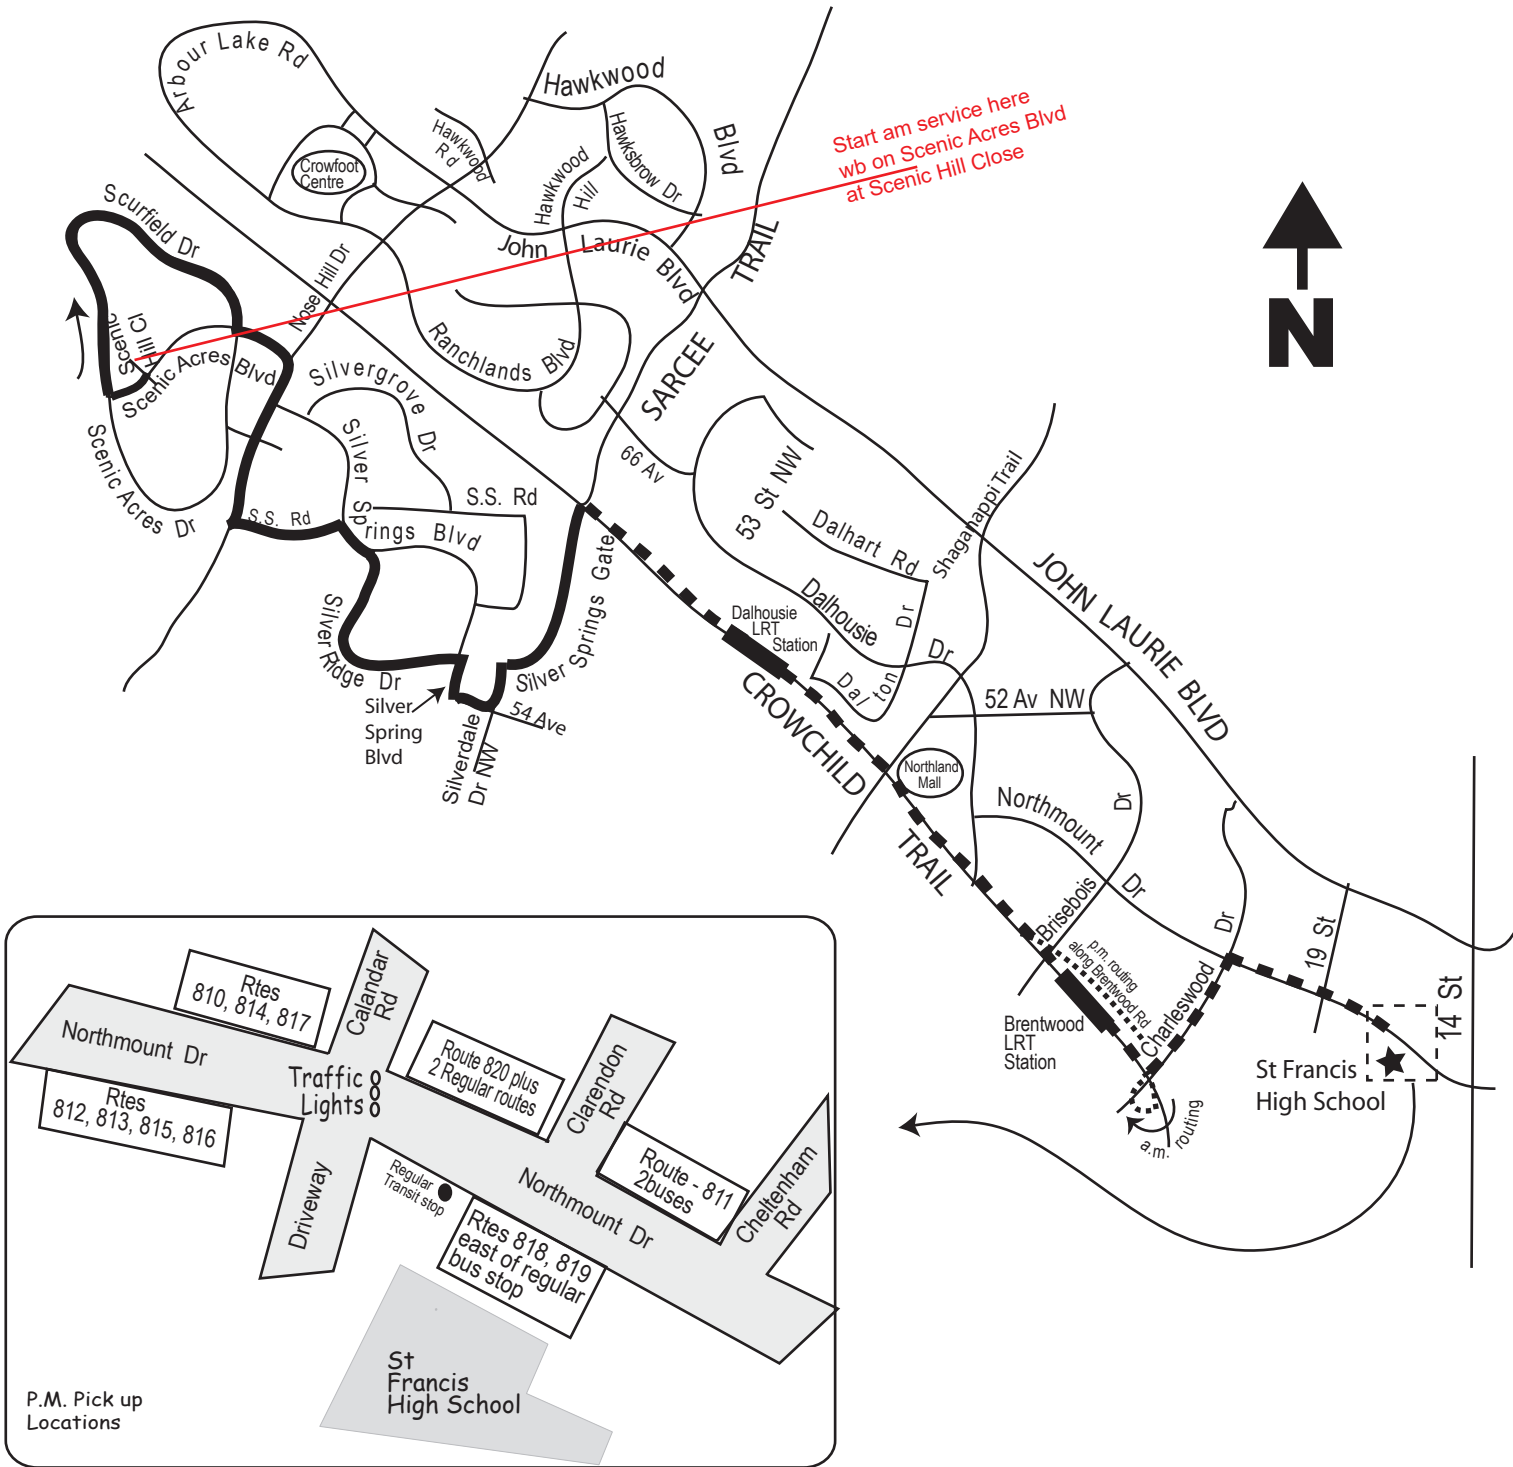 Arbour Lake Rd
Crowfoot
Centre
Hawkwood
Rd
Hawkwood
Blvd
Hawksbrow Dr
Hawkwood
Hill
Start am service here
wb on Scenic Acres Blvd
at Scenic Hill Close
John Laurie Blvd
SARCEE TRAIL
Scurfield Dr
Nose Hill Dr
Scenic
Hill Cl
Scenic Acres Blvd
Scenic Acres Dr
Ranchlands Blvd
Silvergrove Dr
Silver Springs Blvd
S.S. Rd
S.S. Rd
66 Av
53 St NW
Dalhart Rd
Shaganappi Trail
N
Silver Ridge Dr
Silver
Spring
Blvd
Silver Springs Gate
54 Ave
Silverdale
Dr NW
Dalhousie
LRT
Station
Dalhousie Dr
Dalton Dr
CROWCHILD TRAIL
52 Av NW
JOHN LAURIE BLVD
Northland
Mall
Northmount Dr
Brisebois Dr
p.m. routing
along Brentwood Rd
Brentwood
LRT
Station
Charleswood Dr
a.m. routing
19 St
14 St
St Francis
High School
Rtes
810, 814, 817
Calandar
Rd
Northmount Dr
Traffic
Lights
Rtes
812, 813, 815, 816
Route 820 plus
2 Regular routes
Clarendon
Rd
Route - 811
2buses
Cheltenham
Rd
Driveway
Regular
Transit stop
Northmount Dr
Rtes 818, 819
east of regular
bus stop
St
Francis
High School
P.M. Pick up
Locations